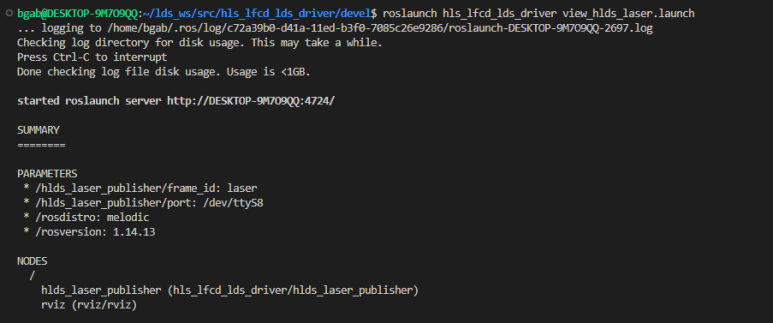 bgab@DESKTOP-9M7O9QQ:~/lds_ws/src/hls_lfcd_lds_driver/devel$ roslaunch hls_lfcd_lds_driver view_hlds_laser.launch
... logging to /home/bgab/.ros/log/c72a39b0-d41a-11ed-b3f0-7085c26e9286/roslaunch-DESKTOP-9M7O9QQ-2697.log
Checking log directory for disk usage. This may take a while.
Press Ctrl-C to interrupt
Done checking log file disk usage. Usage is <1GB.
started roslaunch server http://DESKTOP-9M7O9QQ:4724/
SUMMARY
========
PARAMETERS
* /hlds_laser_publisher/frame_id: laser
* /hlds_laser_publisher/port: /dev/ttyS8
* /rosdistro: melodic
* /rosversion: 1.14.13
NODES
/
hlds_laser_publisher (hls_lfcd_lds_driver/hlds_laser_publisher)
rviz (rviz/rviz)